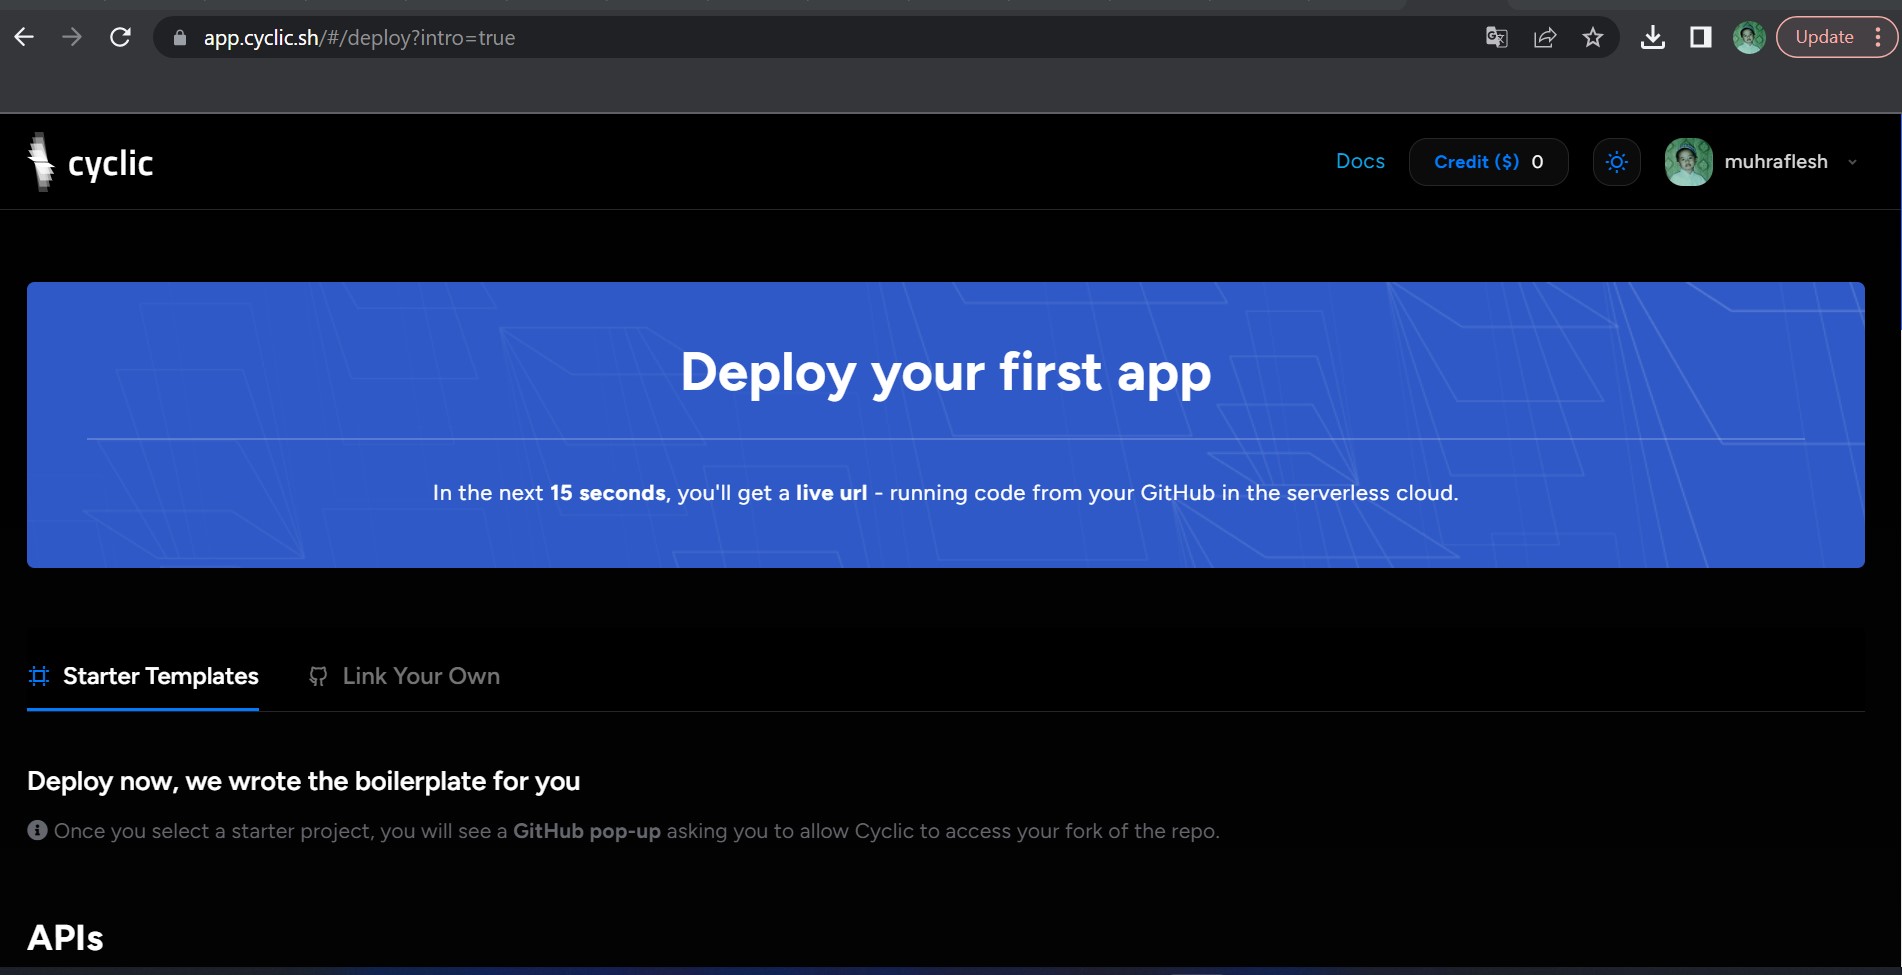 app.cyclic.sh/#/deploy?intro=true
Update
cyclic
Docs
Credit ($) 0
muhraflesh
Deploy your first app
In the next 15 seconds, you'll get a live url - running code from your GitHub in the serverless cloud.
Starter Templates
Link Your Own
Deploy now, we wrote the boilerplate for you
Once you select a starter project, you will see a GitHub pop-up asking you to allow Cyclic to access your fork of the repo.
APIs